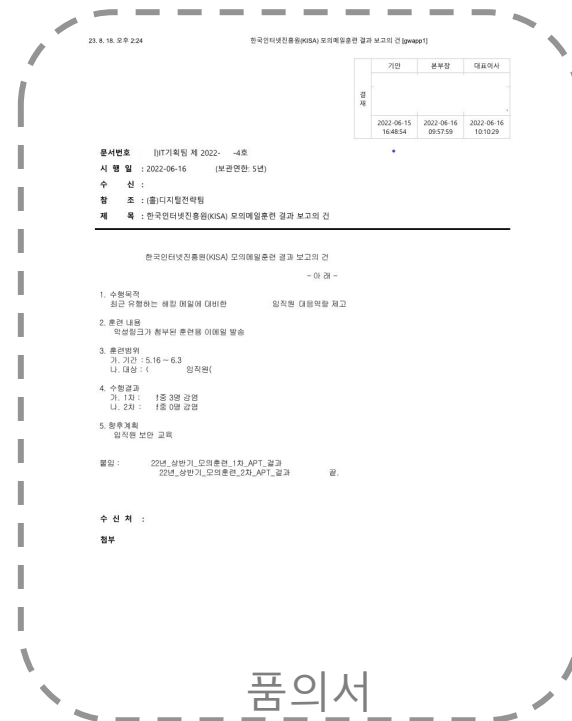 23. 8. 18. 오후 2:24 한국인터넷진흥원(KISA) 모의메일훈련 결과 보고의 건 [gwapp1]
결재
기안 본부장 대표이사
2022-06-15 16:48:54 2022-06-16 09:57:59 2022-06-16 10:10:29
문서번호 )IT기획팀 제 2022- -4호
시 행 일 : 2022-06-16 (보관연한: 5년)
수 신 :
참 조 : (홀)디지털전략팀
제 목 : 한국인터넷진흥원(KISA) 모의메일훈련 결과 보고의 건
한국인터넷진흥원(KISA) 모의메일훈련 결과 보고의 건
- 아 래 -
1. 수행목적
최근 유행하는 해킹 메일에 대비한 임직원 대응역량 제고
2. 훈련 내용
악성링크가 첨부된 훈련용 이메일 발송
3. 훈련범위
가. 기간 : 5.16 ~ 6.3
나. 대상 : ( 임직원(
4. 수행결과
가. 1차 : 중 3명 감염
나. 2차 : 중 0명 감염
5. 향후계획
임직원 보안 교육
붙임 : 22년_상반기_모의훈련_1차_APT_결과
22년_상반기_모의훈련_2차_APT_결과 끝.
수 신 처 :
첨부
품의서